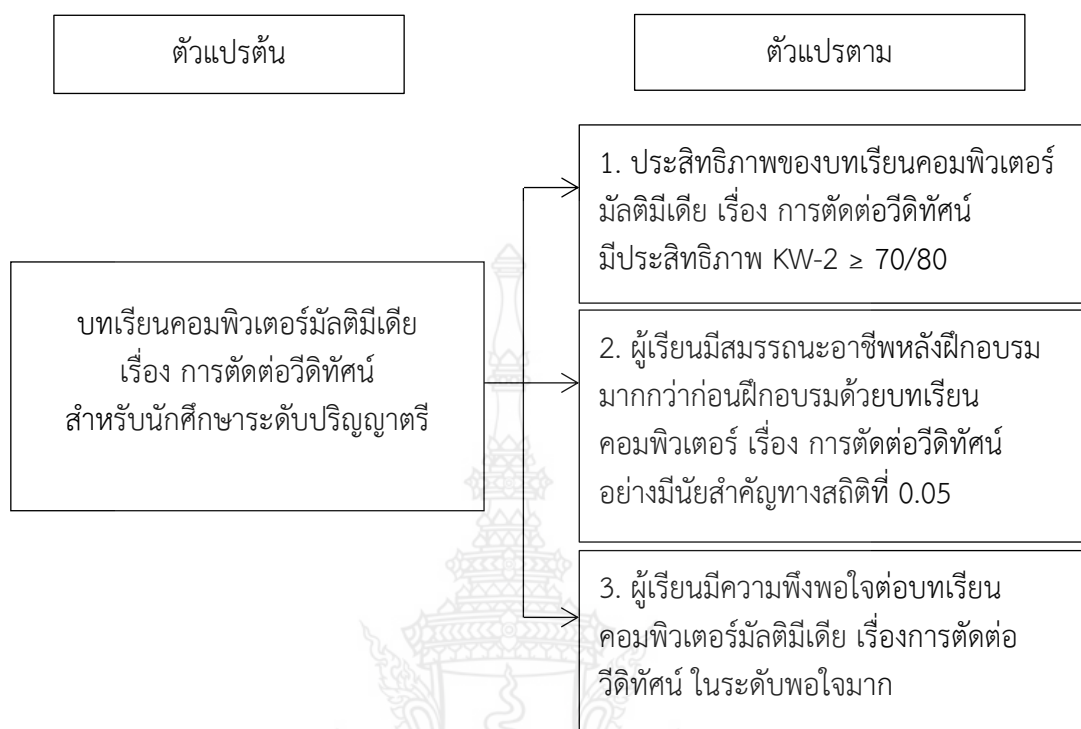 ตัวแปรต้น
ตัวแปรตาม
บทเรียนคอมพิวเตอร์มัลติมีเดีย
เรื่อง การตัดต่อวีดิทัศน์
สำหรับนักศึกษาระดับปริญญาตรี
1. ประสิทธิภาพของบทเรียนคอมพิวเตอร์
มัลติมีเดีย เรื่อง การตัดต่อวีดิทัศน์
มีประสิทธิภาพ KW-2 ≥ 70/80
2. ผู้เรียนมีสมรรถนะอาชีพหลังฝึกอบรม
มากกว่าก่อนฝึกอบรมด้วยบทเรียน
คอมพิวเตอร์ เรื่อง การตัดต่อวีดิทัศน์
อย่างมีนัยสำคัญทางสถิติที่ 0.05
3. ผู้เรียนมีความพึงพอใจต่อบทเรียน
คอมพิวเตอร์มัลติมีเดีย เรื่องการตัดต่อ
วีดิทัศน์ ในระดับพอใจมาก